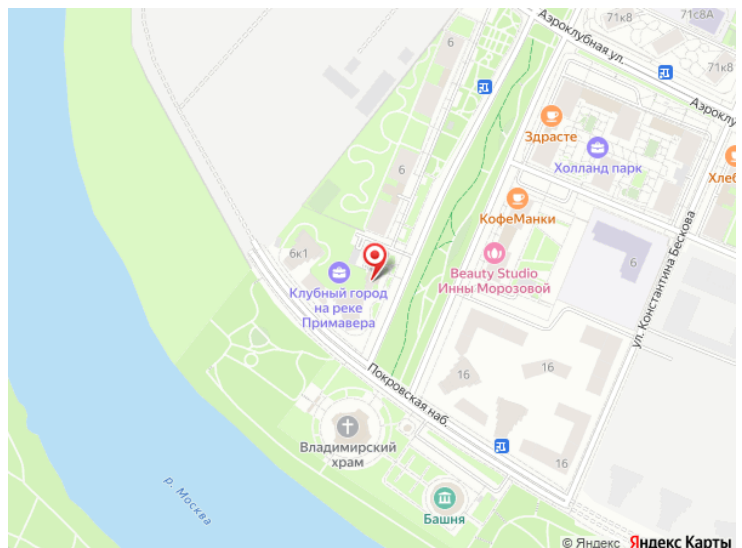 71к8
71с8А
Аэроклубная ул.
71к8
6
Аэроклу
Здрасте
Холланд парк
Хлеб
6
КофеМанки
6к1
Клубный город
на реке
Примавера
Beauty Studio
Инны Морозовой
6
ул. Константина Бескова
16
16
16
Покровская наб.
Владимирский
храм
16
р. Москва
Башня
© Яндекс Яндекс Карты